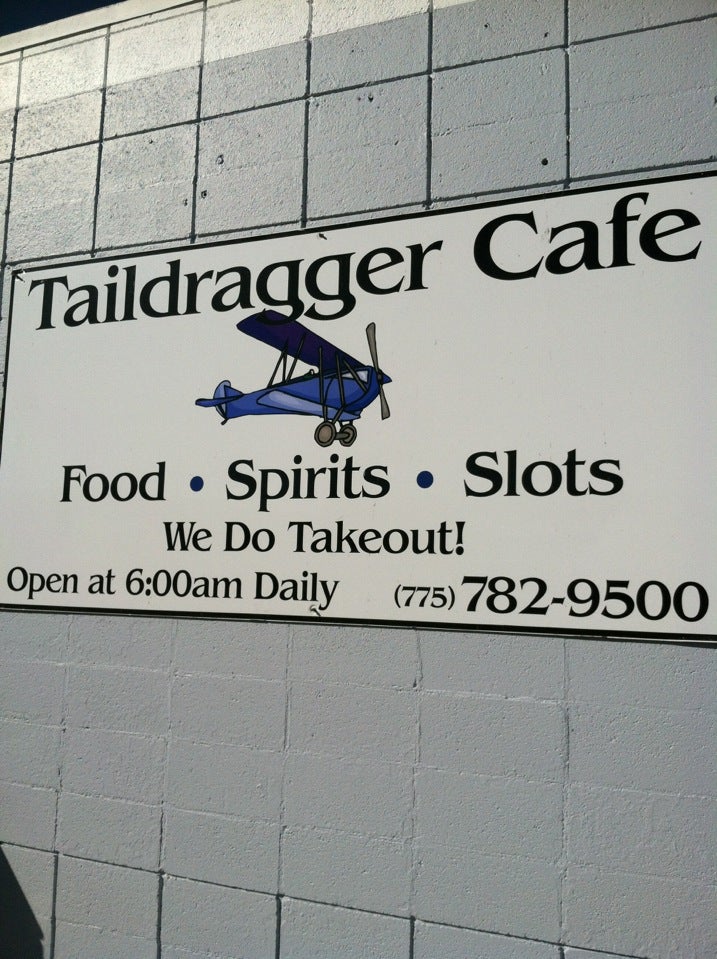 Taildragger Cafe
Food • Spirits • Slots
We Do Takeout!
Open at 6:00am Daily (775) 782-9500